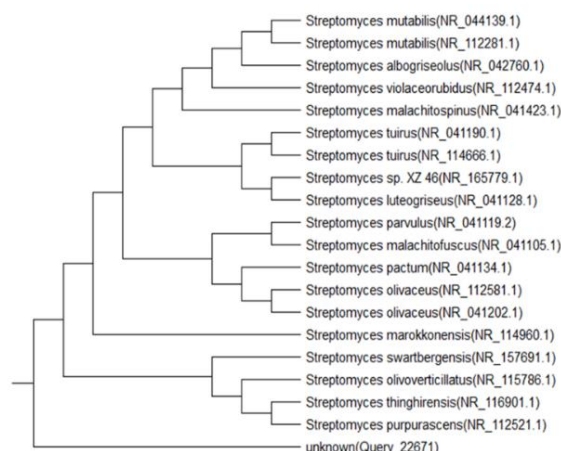 Streptomyces mutabilis(NR_044139.1)
Streptomyces mutabilis(NR_112281.1)
Streptomyces albogriseolus(NR_042760.1)
Streptomyces violaceorubidus(NR_112474.1)
Streptomyces malachitospinus(NR_041423.1)
Streptomyces tuirus(NR_041190.1)
Streptomyces tuirus(NR_114666.1)
Streptomyces sp. XZ 46(NR_165779.1)
Streptomyces luteogriseus(NR_041128.1)
Streptomyces parvulus(NR_041119.2)
Streptomyces malachitofuscus(NR_041105.1)
Streptomyces pactum(NR_041134.1)
Streptomyces olivaceus(NR_112581.1)
Streptomyces olivaceus(NR_041202.1)
Streptomyces marokkonensis(NR_114960.1)
Streptomyces swartbergensis(NR_157691.1)
Streptomyces olivoverticillatus(NR_115786.1)
Streptomyces thinghirensis(NR_116901.1)
Streptomyces purpurascens(NR_112521.1)
unknown(Query_22671)